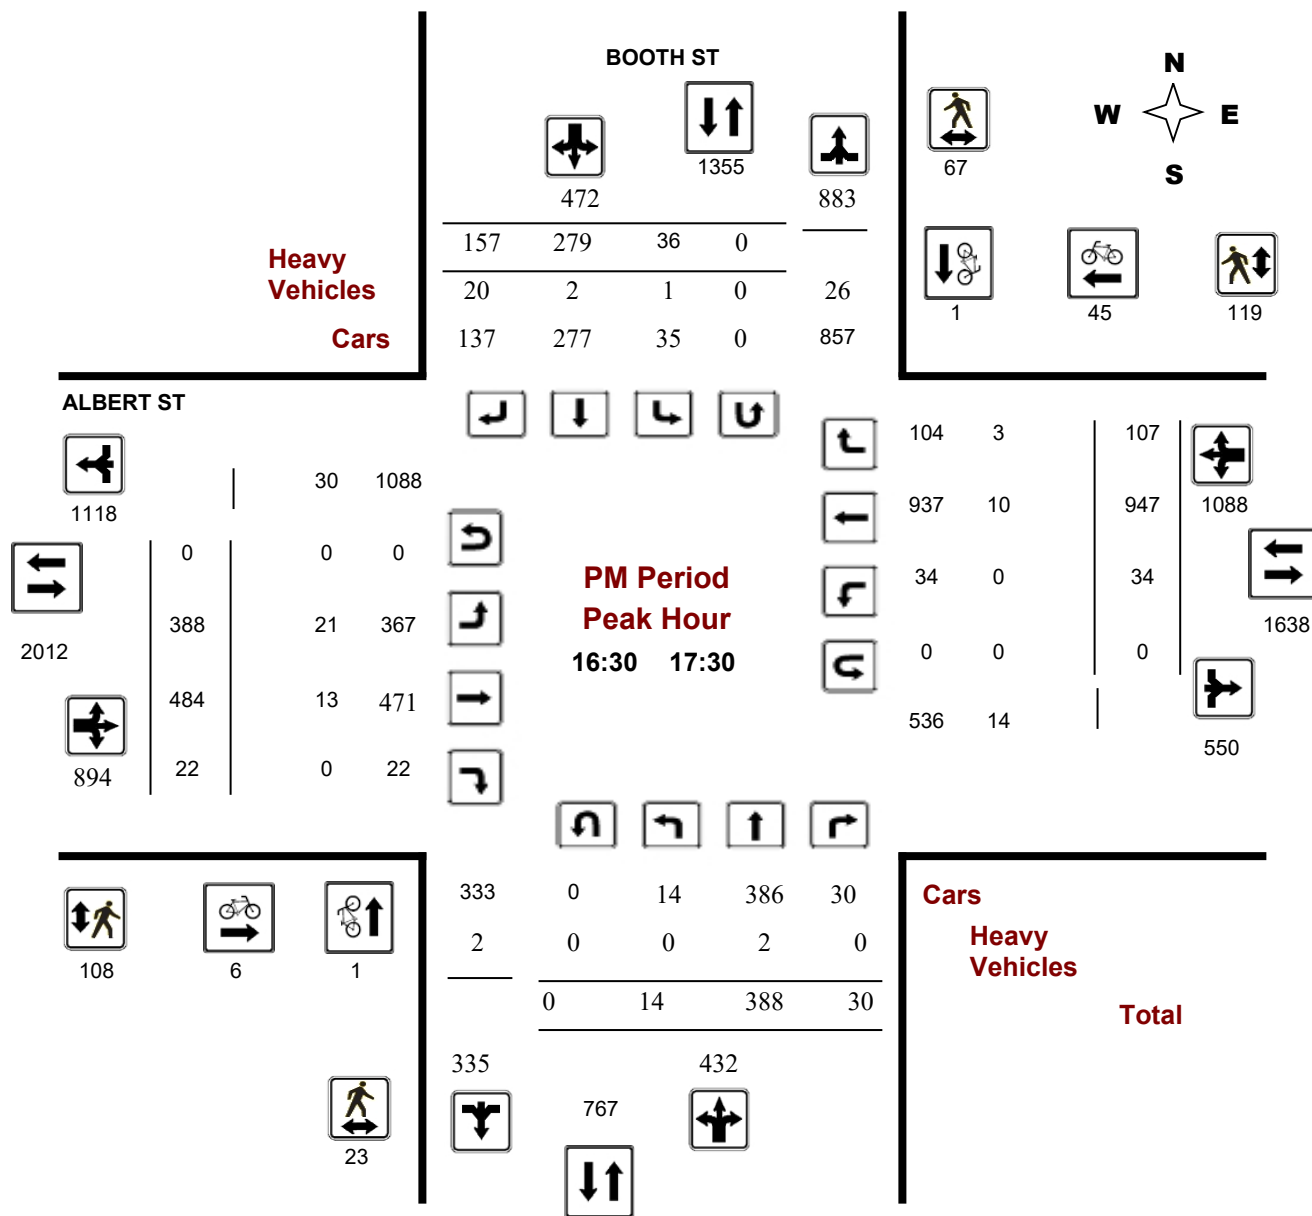 BOOTH ST
N
W E
S
1355
67
472 883
157 279 36 0
Heavy
Vehicles
20 2 1 0 26
1 45 119
Cars 137 277 35 0 857
ALBERT ST
104 3 107
30 1088
1118
937 10 947 1088
0 0 0
PM Period
34 0 34
Peak Hour
388 21 367
1638
2012
16:30 17:30
0 0 0
484 13 471
536 14
550
894 22 0 22
333 0 14 386 30 Cars
2 0 0 2 0 Heavy
Vehicles
108 6 1
0 14 388 30
Total
335 432
767
23